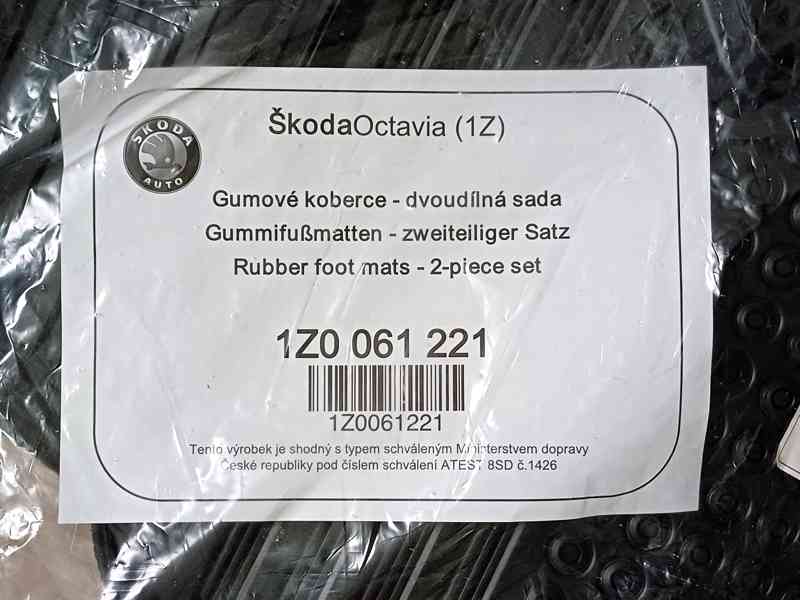 ŠkodaOctavia (1Z)
ŠKODA
AUTO
Gumové koberce - dvoudílná sada
Gummifußmatten - zweiteiliger Satz
Rubber foot mats - 2-piece set
1Z0 061 221
1Z0061221
Tento výrobek je shodný s typem schváleným Ministerstvem dopravy
České republiky pod číslem schválení ATEST 8SD č.1426